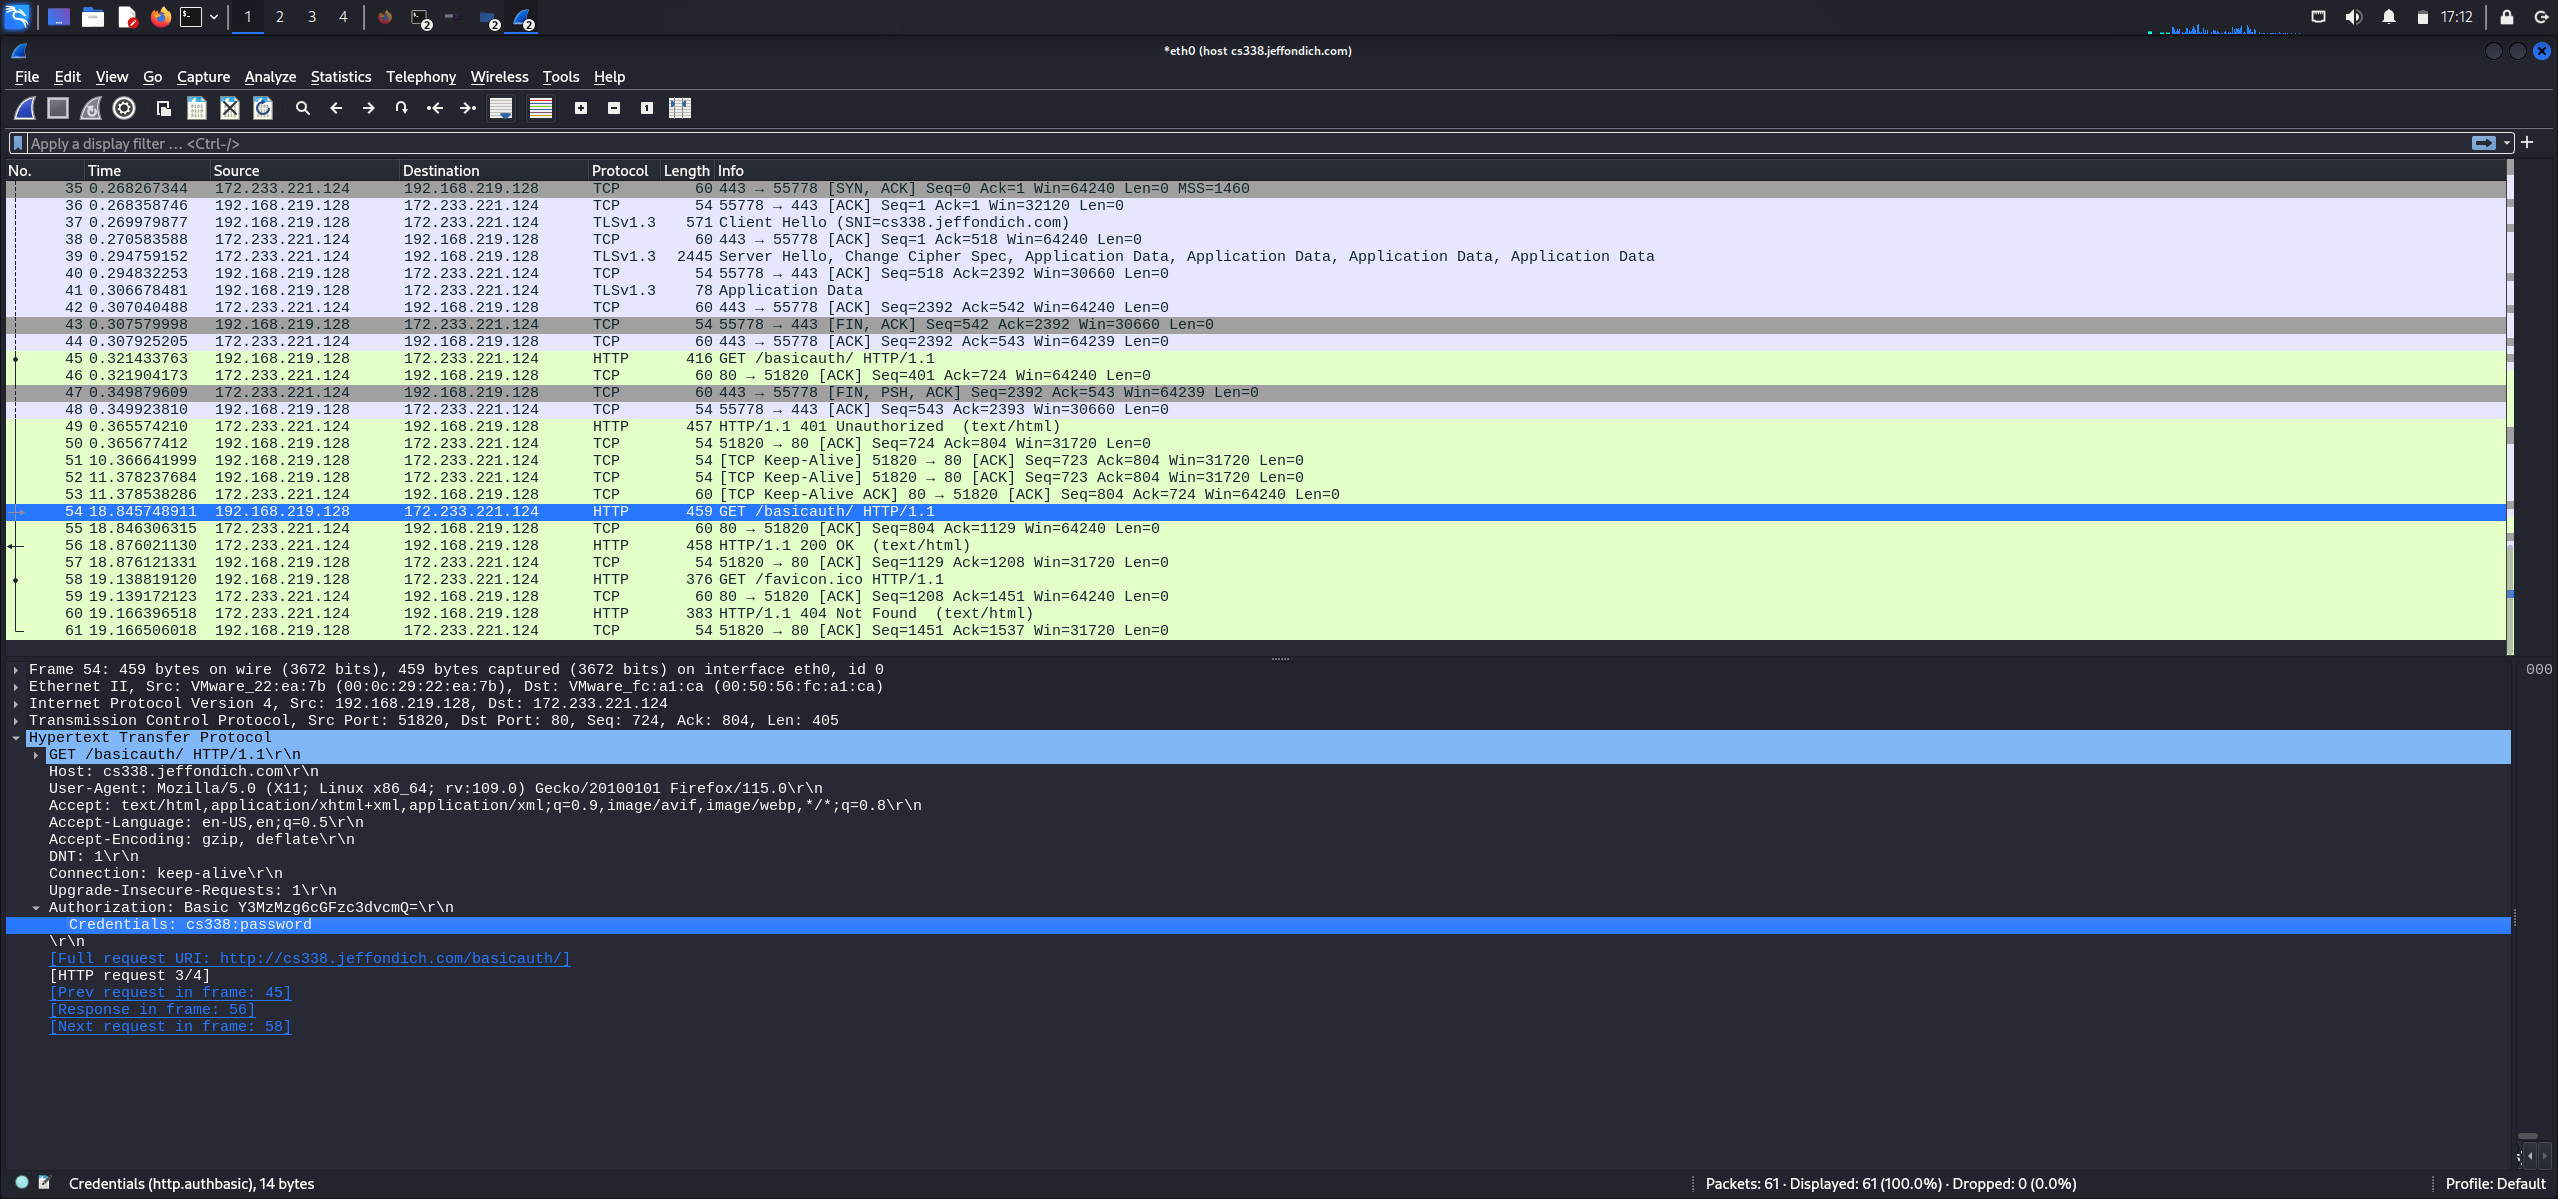 1 2 3 4 2 2 2 17:12
*eth0 (host cs338.jeffondich.com)
File Edit View Go Capture Analyze Statistics Telephony Wireless Tools Help
Apply a display filter … <Ctrl-/>
No. Time Source Destination Protocol Length Info
35 0.268267344 172.233.221.124 192.168.219.128 TCP 60 443 → 55778 [SYN, ACK] Seq=0 Ack=1 Win=64240 Len=0 MSS=1460
36 0.268358746 192.168.219.128 172.233.221.124 TCP 54 55778 → 443 [ACK] Seq=1 Ack=1 Win=32120 Len=0
37 0.269979877 192.168.219.128 172.233.221.124 TLSv1.3 571 Client Hello (SNI=cs338.jeffondich.com)
38 0.270583588 172.233.221.124 192.168.219.128 TCP 60 443 → 55778 [ACK] Seq=1 Ack=518 Win=64240 Len=0
39 0.294759152 172.233.221.124 192.168.219.128 TLSv1.3 2445 Server Hello, Change Cipher Spec, Application Data, Application Data, Application Data, Application Data
40 0.294832253 192.168.219.128 172.233.221.124 TCP 54 55778 → 443 [ACK] Seq=518 Ack=2392 Win=30660 Len=0
41 0.306678481 192.168.219.128 172.233.221.124 TLSv1.3 78 Application Data
42 0.307040488 172.233.221.124 192.168.219.128 TCP 60 443 → 55778 [ACK] Seq=2392 Ack=542 Win=64240 Len=0
43 0.307579998 192.168.219.128 172.233.221.124 TCP 54 55778 → 443 [FIN, ACK] Seq=542 Ack=2392 Win=30660 Len=0
44 0.307925205 172.233.221.124 192.168.219.128 TCP 60 443 → 55778 [ACK] Seq=2392 Ack=543 Win=64239 Len=0
45 0.321433763 192.168.219.128 172.233.221.124 HTTP 416 GET /basicauth/ HTTP/1.1
46 0.321904173 172.233.221.124 192.168.219.128 TCP 60 80 → 51820 [ACK] Seq=401 Ack=724 Win=64240 Len=0
47 0.349879609 172.233.221.124 192.168.219.128 TCP 60 443 → 55778 [FIN, PSH, ACK] Seq=2392 Ack=543 Win=64239 Len=0
48 0.349923810 192.168.219.128 172.233.221.124 TCP 54 55778 → 443 [ACK] Seq=543 Ack=2393 Win=30660 Len=0
49 0.365574210 172.233.221.124 192.168.219.128 HTTP 457 HTTP/1.1 401 Unauthorized (text/html)
50 0.365677412 192.168.219.128 172.233.221.124 TCP 54 51820 → 80 [ACK] Seq=724 Ack=804 Win=31720 Len=0
51 10.366641999 192.168.219.128 172.233.221.124 TCP 54 [TCP Keep-Alive] 51820 → 80 [ACK] Seq=723 Ack=804 Win=31720 Len=0
52 11.378237684 192.168.219.128 172.233.221.124 TCP 54 [TCP Keep-Alive] 51820 → 80 [ACK] Seq=723 Ack=804 Win=31720 Len=0
53 11.378538286 172.233.221.124 192.168.219.128 TCP 60 [TCP Keep-Alive ACK] 80 → 51820 [ACK] Seq=804 Ack=724 Win=64240 Len=0
54 18.845748911 192.168.219.128 172.233.221.124 HTTP 459 GET /basicauth/ HTTP/1.1
55 18.846306315 172.233.221.124 192.168.219.128 TCP 60 80 → 51820 [ACK] Seq=804 Ack=1129 Win=64240 Len=0
56 18.876021130 172.233.221.124 192.168.219.128 HTTP 458 HTTP/1.1 200 OK (text/html)
57 18.876121331 192.168.219.128 172.233.221.124 TCP 54 51820 → 80 [ACK] Seq=1129 Ack=1208 Win=31720 Len=0
58 19.138819120 192.168.219.128 172.233.221.124 HTTP 376 GET /favicon.ico HTTP/1.1
59 19.139172123 172.233.221.124 192.168.219.128 TCP 60 80 → 51820 [ACK] Seq=1208 Ack=1451 Win=64240 Len=0
60 19.166396518 172.233.221.124 192.168.219.128 HTTP 383 HTTP/1.1 404 Not Found (text/html)
61 19.166506018 192.168.219.128 172.233.221.124 TCP 54 51820 → 80 [ACK] Seq=1451 Ack=1537 Win=31720 Len=0
Frame 54: 459 bytes on wire (3672 bits), 459 bytes captured (3672 bits) on interface eth0, id 0
000
Ethernet II, Src: VMware_22:ea:7b (00:0c:29:22:ea:7b), Dst: VMware_fc:a1:ca (00:50:56:fc:a1:ca)
Internet Protocol Version 4, Src: 192.168.219.128, Dst: 172.233.221.124
Transmission Control Protocol, Src Port: 51820, Dst Port: 80, Seq: 724, Ack: 804, Len: 405
Hypertext Transfer Protocol
GET /basicauth/ HTTP/1.1\r\n
Host: cs338.jeffondich.com\r\n
User-Agent: Mozilla/5.0 (X11; Linux x86_64; rv:109.0) Gecko/20100101 Firefox/115.0\r\n
Accept: text/html,application/xhtml+xml,application/xml;q=0.9,image/avif,image/webp,*/*;q=0.8\r\n
Accept-Language: en-US,en;q=0.5\r\n
Accept-Encoding: gzip, deflate\r\n
DNT: 1\r\n
Connection: keep-alive\r\n
Upgrade-Insecure-Requests: 1\r\n
Authorization: Basic Y3MzMzg6cGFzc3dvcmQ=\r\n
Credentials: cs338:password
\r\n
[Full request URI: http://cs338.jeffondich.com/basicauth/]
[HTTP request 3/4]
[Prev request in frame: 45]
[Response in frame: 56]
[Next request in frame: 58]
Credentials (http.authbasic), 14 bytes
Packets: 61 · Displayed: 61 (100.0%) · Dropped: 0 (0.0%)
Profile: Default